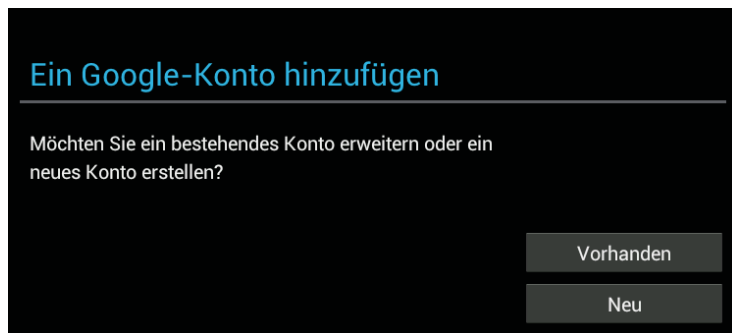 Ein Google-Konto hinzufügen
Möchten Sie ein bestehendes Konto erweitern oder ein
neues Konto erstellen?
Vorhanden
Neu